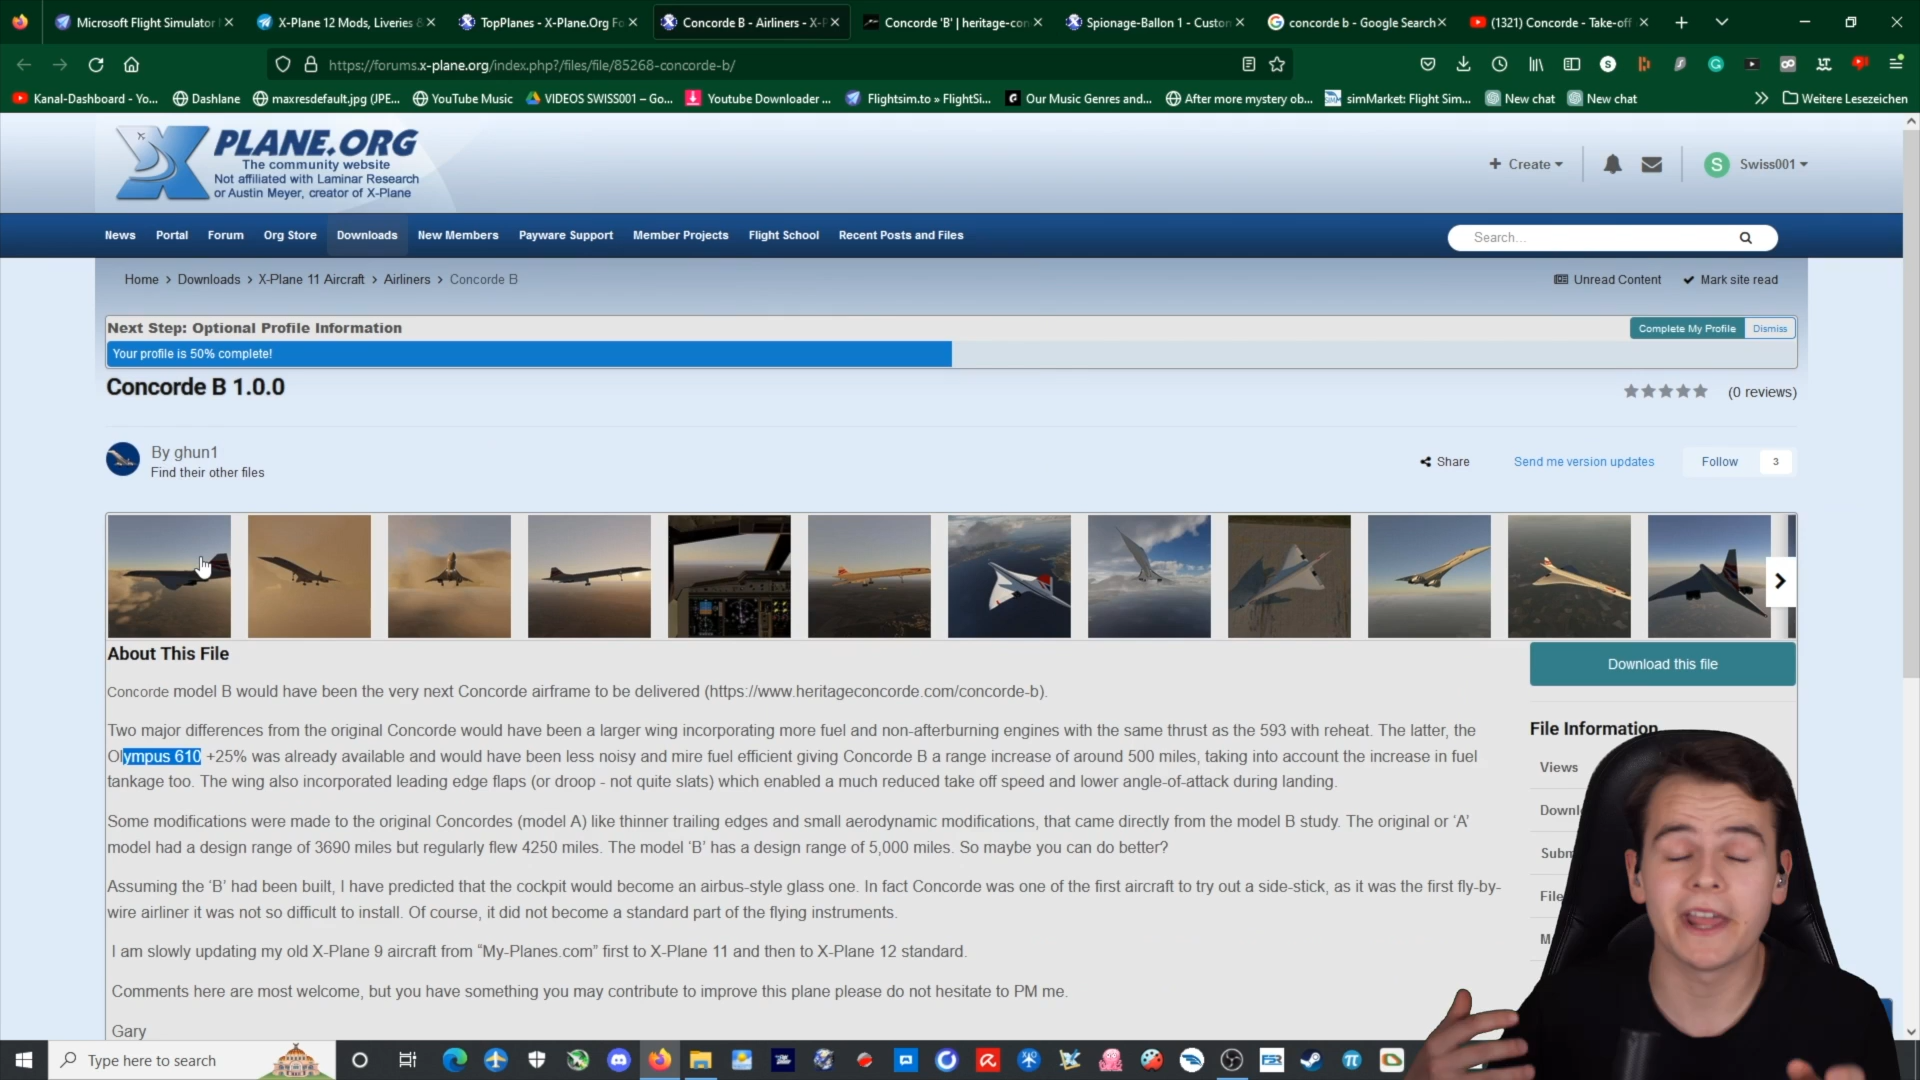 Microsoft Flight Simulator
X-Plane 12 Mods, Liveries &
TopPlanes - X-Plane.Org Fo
Concorde B - Airliners - X-P
Concorde 'B' | heritage-con
Spionage-Ballon 1 - Custon
concorde b - Google Search
(1321) Concorde - Take-off
https://forums.x-plane.org/index.php?/files/file/85268-concorde-b/
Kanal-Dashboard - Yo...
Dashlane
maxresdefault.jpg (JPE...
YouTube Music
VIDEOS SWISS001 – Go...
Youtube Downloader ...
Flightsim.to » FlightSi...
Our Music Genres and...
After more mystery ob...
simMarket: Flight Sim...
New chat
New chat
Weitere Lesezeichen
PLANE.ORG
The community website
Not affiliated with Laminar Research
or Austin Meyer, creator of X-Plane
+ Create
S
Swiss001
News
Portal
Forum
Org Store
Downloads
New Members
Payware Support
Member Projects
Flight School
Recent Posts and Files
Search...
Home > Downloads > X-Plane 11 Aircraft > Airliners > Concorde B
Unread Content
Mark site read
Next Step: Optional Profile Information
Complete My Profile
Dismiss
Your profile is 50% complete!
Concorde B 1.0.0
(0 reviews)
By ghun1
Find their other files
Share
Send me version updates
Follow
3
About This File
Download this file
Concorde model B would have been the very next Concorde airframe to be delivered (https://www.heritageconcorde.com/concorde-b).
Two major differences from the original Concorde would have been a larger wing incorporating more fuel and non-afterburning engines with the same thrust as the 593 with reheat. The latter, the
Olympus 610 +25% was already available and would have been less noisy and mire fuel efficient giving Concorde B a range increase of around 500 miles, taking into account the increase in fuel
tankage too. The wing also incorporated leading edge flaps (or droop - not quite slats) which enabled a much reduced take off speed and lower angle-of-attack during landing.
Some modifications were made to the original Concordes (model A) like thinner trailing edges and small aerodynamic modifications, that came directly from the model B study. The original or ‘A’
model had a design range of 3690 miles but regularly flew 4250 miles. The model ‘B’ has a design range of 5,000 miles. So maybe you can do better?
Assuming the ‘B’ had been built, I have predicted that the cockpit would become an airbus-style glass one. In fact Concorde was one of the first aircraft to try out a side-stick, as it was the first fly-by-
wire airliner it was not so difficult to install. Of course, it did not become a standard part of the flying instruments.
I am slowly updating my old X-Plane 9 aircraft from “My-Planes.com” first to X-Plane 11 and then to X-Plane 12 standard.
Comments here are most welcome, but you have something you may contribute to improve this plane please do not hesitate to PM me.
Gary
File Information
Views
Downl
Subm
File
Type here to search